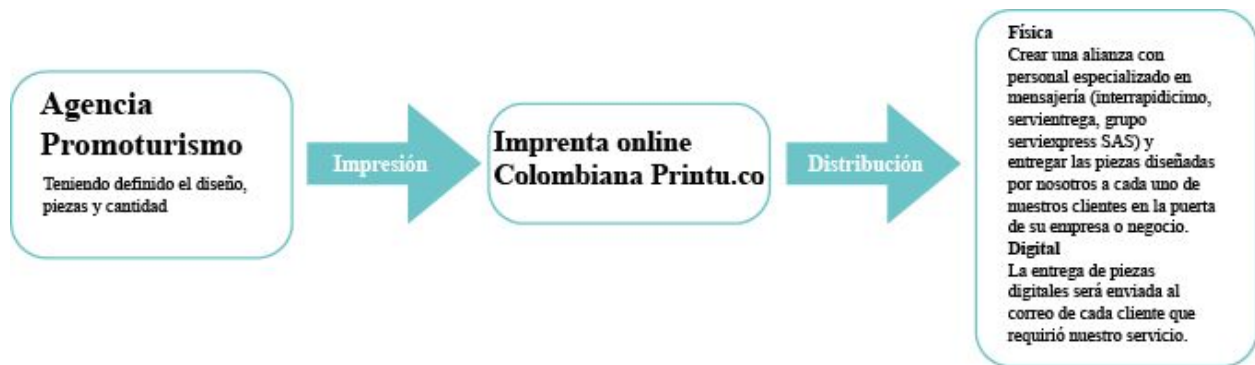 Agencia
Promoturismo
Teniendo definido el diseño,
piezas y cantidad
Impresión
Imprenta online
Colombiana Printu.co
Distribución
Física
Crear una alianza con
personal especializado en
mensajería (interrapidicimo,
servientrega, grupo
serviexpress SAS) y
entregar las piezas diseñadas
por nosotros a cada uno de
nuestros clientes en la puerta
de su empresa o negocio.
Digital
La entrega de piezas
digitales será enviada al
correo de cada cliente que
requirió nuestro servicio.